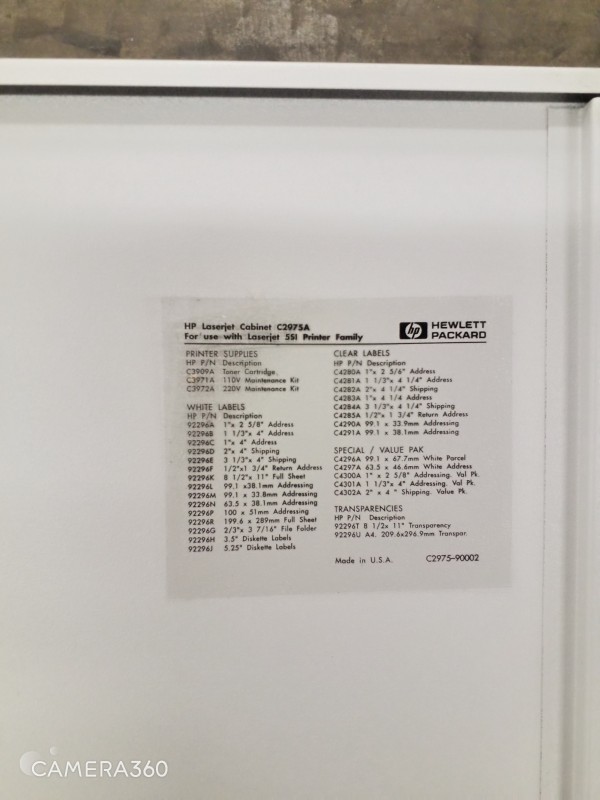 HP Laserjet Cabinet C2975A
For use with Laserjet 5SI Printer Family
hp HEWLETT
PACKARD
PRINTER SUPPLIES
HP P/N Description
C3909A Toner Cartridge
C3971A 110V Maintenance Kit
C3972A 220V Maintenance Kit
WHITE LABELS
HP P/N Description
92296A 1"x 2 5/8" Address
92296B 1 1/3"x 4" Address
92296C 1"x 4" Address
92296D 2"x 4" Shipping
92296E 3 1/3"x 4" Shipping
92296F 1/2"x1 3/4" Return Address
92296K 8 1/2"x 11" Full Sheet
92296L 99.1 x38.1mm Addressing
92296M 99.1 x 33.8mm Addressing
92296N 63.5 x 38.1mm Addressing
92296P 100 x 51mm Addressing
92296R 199.6 x 289mm Full Sheet
92296G 2/3"x 3 7/16" File Folder
92296H 3.5" Diskette Labels
92296J 5.25" Diskette Labels
CLEAR LABELS
HP P/N Description
C4280A 1"x 2 5/6" Address
C4281A 1 1/3"x 4 1/4" Address
C4282A 2"x 4 1/4" Shipping
C4283A 1"x 4 1/4 Address
C4284A 3 1/3"x 4 1/4" Shipping
C4285A 1/2"x 1 3/4" Return Address
C4290A 99.1 x 33.9mm Addressing
C4291A 99.1 x 38.1mm Addressing
SPECIAL / VALUE PAK
C4296A 99.1 x 67.7mm White Parcel
C4297A 63.5 x 46.6mm White Address
C4300A 1" x 2 5/8" Addressing. Val Pk.
C4301A 1 1/3"x 4" Addressing. Val Pk.
C4302A 2" x 4 " Shipping. Value Pk.
TRANSPARENCIES
HP P/N Description
92296T 8 1/2x 11" Transparency
92296U A4. 209.6x296.9mm Transpar.
Made in U.S.A. C2975-90002
CAMERA360